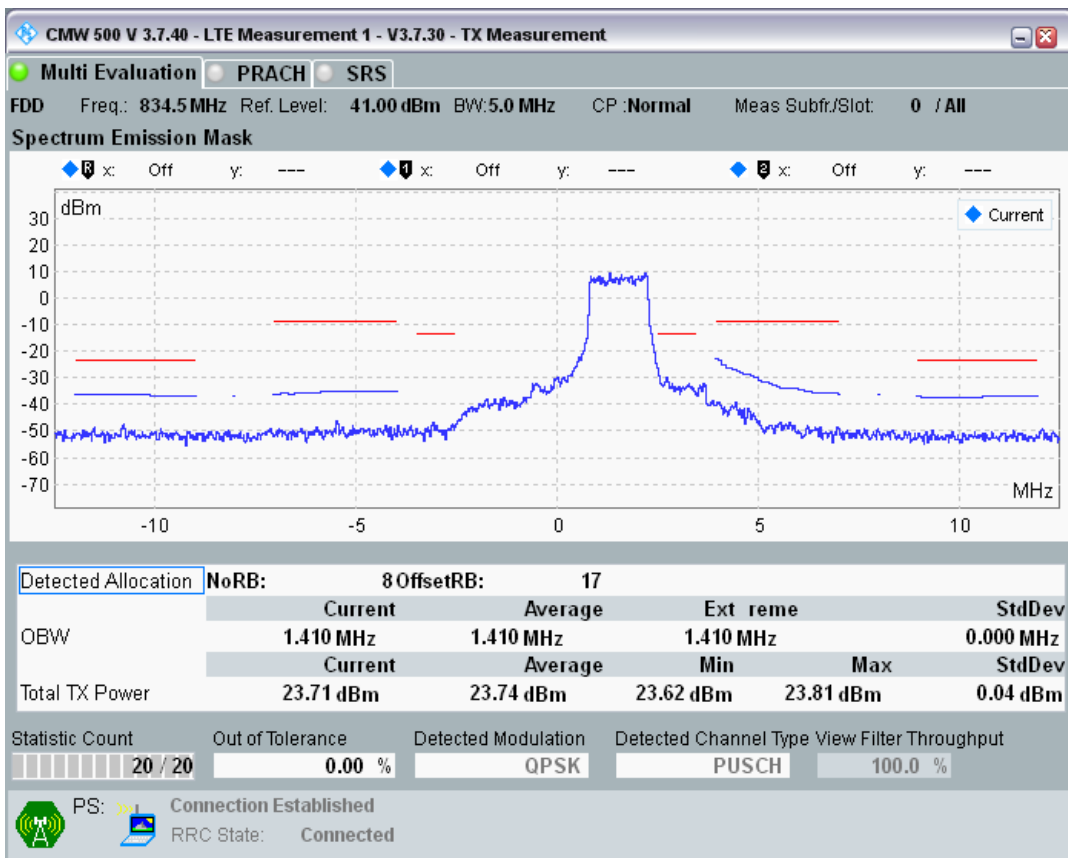 CMW 500 V 3.7.40 - LTE Measurement 1 - V3.7.30 - TX Measurement
Multi Evaluation PRACH SRS
FDD Freq.: 834.5 MHz Ref. Level: 41.00 dBm BW:5.0 MHz CP :Normal Meas Subfr./Slot: 0 / All
Spectrum Emission Mask
R x: Off y: --- 1 x: Off y: --- 2 x: Off y: ---
dBm
Current
30
20
10
0
-10
-20
-30
-40
-50
-60
-70
MHz
-10 -5 0 5 10
Detected Allocation NoRB: 8 OffsetRB: 17
Current Average Ext reme StdDev
OBW 1.410 MHz 1.410 MHz 1.410 MHz 0.000 MHz
Current Average Min Max StdDev
Total TX Power 23.71 dBm 23.74 dBm 23.62 dBm 23.81 dBm 0.04 dBm
Statistic Count Out of Tolerance Detected Modulation Detected Channel Type View Filter Throughput
20 / 20 0.00 % QPSK PUSCH 100.0 %
PS: Connection Established
RRC State: Connected